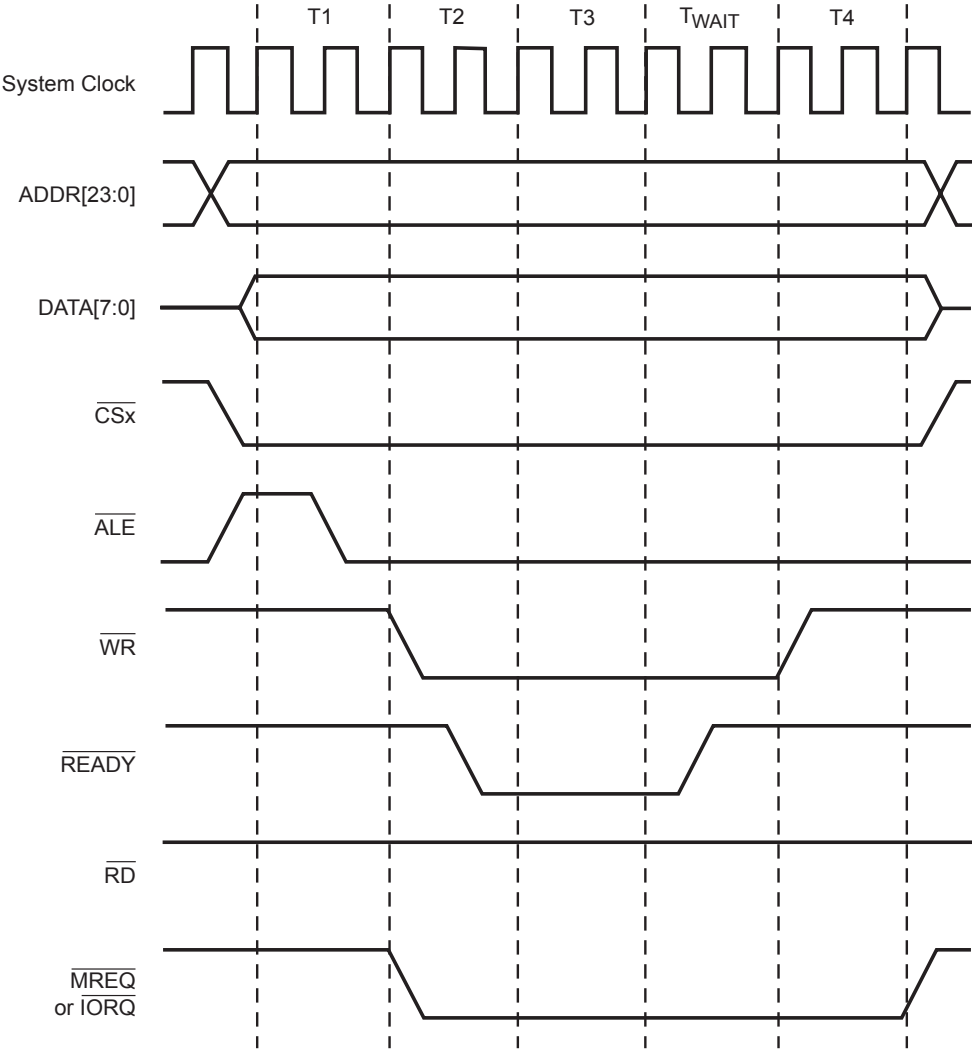 T1 T2 T3 TWAIT T4
System Clock
ADDR[23:0]
DATA[7:0]
CSx
ALE
WR
READY
RD
MREQ
or IORQ